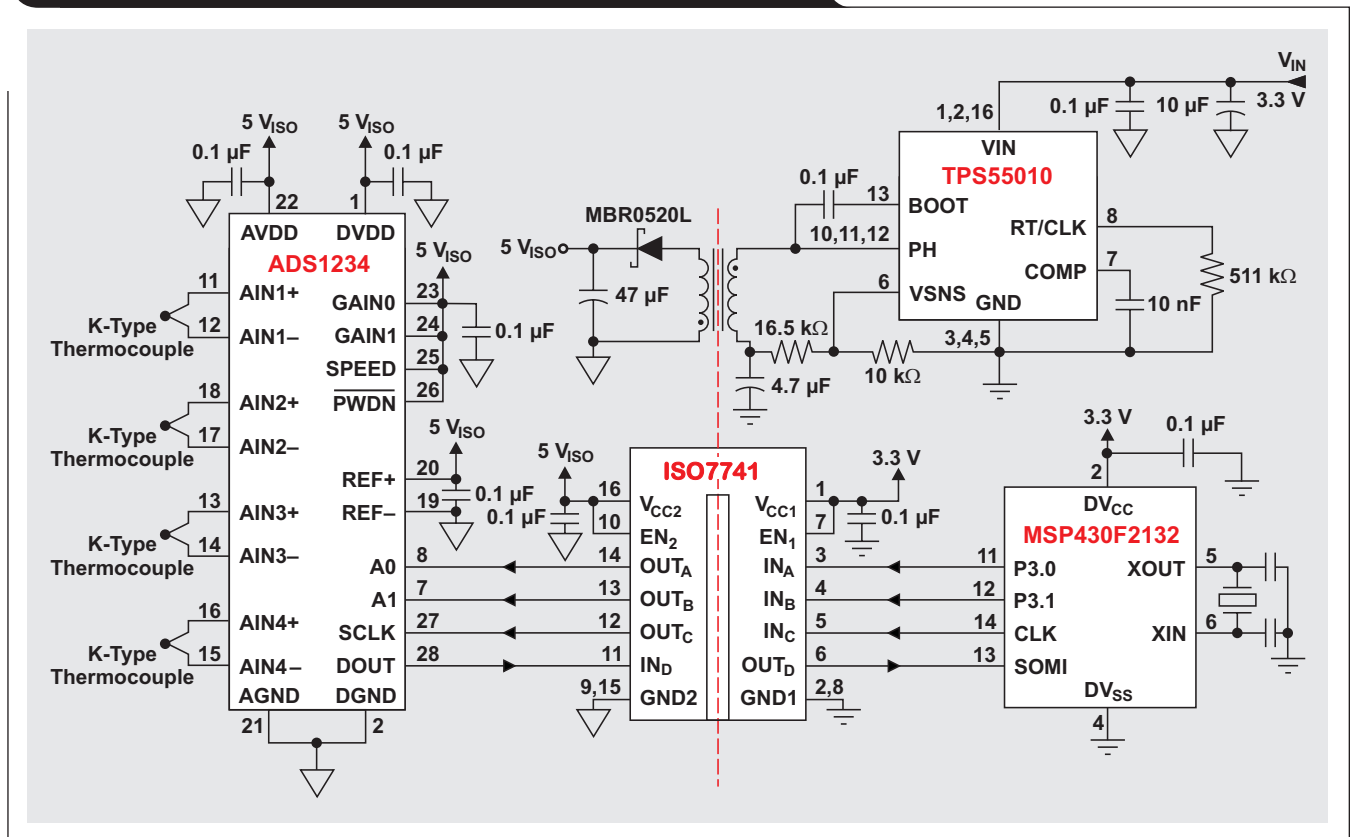 V_IN
3.3 V
0.1 µF
10 µF
1,2,16
VIN
TPS55010
0.1 µF
13
BOOT
10,11,12
PH
6
VSNS
GND
3,4,5
RT/CLK
8
COMP
7
511 kΩ
10 nF
16.5 kΩ
10 kΩ
4.7 µF
MBR0520L
5 V_ISO
47 µF
5 V_ISO
5 V_ISO
0.1 µF
0.1 µF
22
1
AVDD
DVDD
ADS1234
5 V_ISO
11
AIN1+
GAIN0
23
K-Type
Thermocouple
12
AIN1–
GAIN1
24
0.1 µF
SPEED
25
PWDN
26
18
AIN2+
K-Type
Thermocouple
17
AIN2–
5 V_ISO
REF+
20
0.1 µF
13
AIN3+
REF–
19
K-Type
Thermocouple
14
AIN3–
A0
8
A1
7
16
AIN4+
SCLK
27
K-Type
Thermocouple
15
AIN4–
DOUT
28
AGND
DGND
21
2
ISO7741
5 V_ISO
3.3 V
0.1 µF
16
V_CC2
V_CC1
1
10
EN_2
EN_1
7
0.1 µF
14
OUT_A
IN_A
3
13
OUT_B
IN_B
4
12
OUT_C
IN_C
5
11
IN_D
OUT_D
6
9,15
GND2
GND1
2,8
3.3 V
0.1 µF
2
DV_CC
MSP430F2132
11
P3.0
XOUT
5
12
P3.1
14
CLK
XIN
6
13
SOMI
DV_SS
4